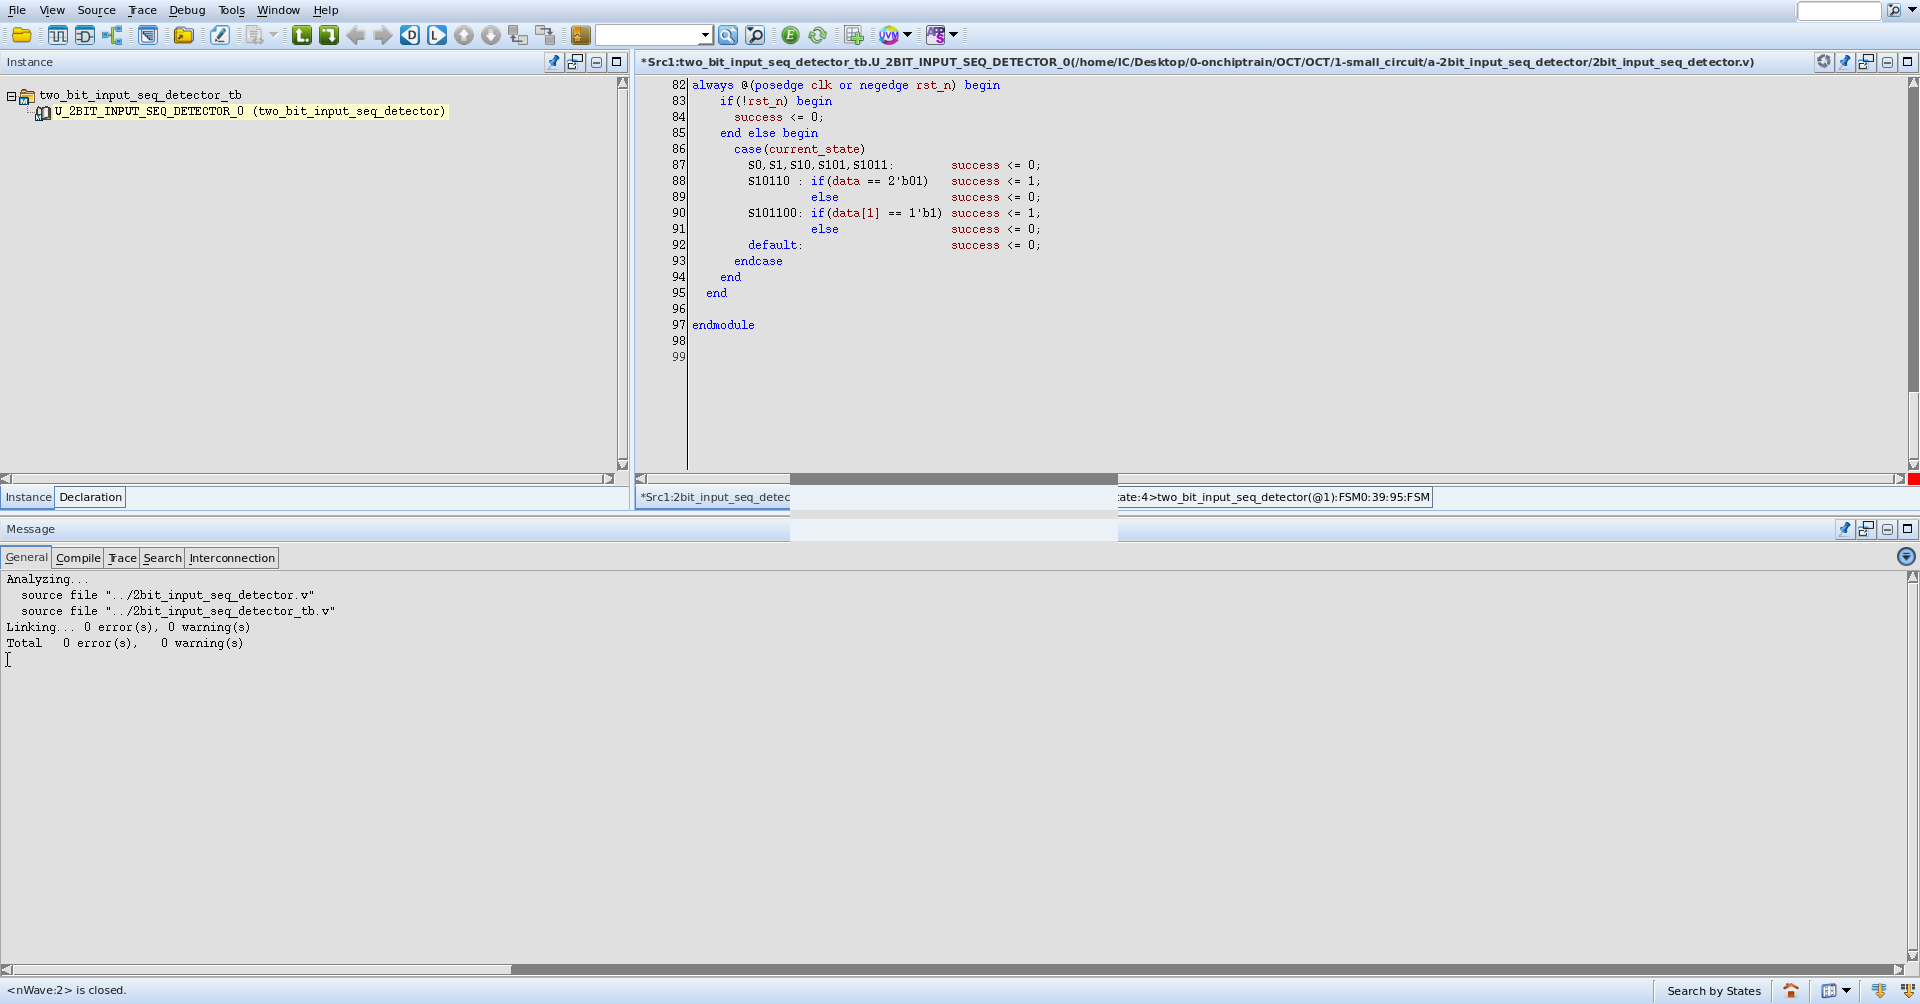 File View Source Trace Debug Tools Window Help
Instance
two_bit_input_seq_detector_tb
U_2BIT_INPUT_SEQ_DETECTOR_0 (two_bit_input_seq_detector)
Instance Declaration
*Src1:two_bit_input_seq_detector_tb.U_2BIT_INPUT_SEQ_DETECTOR_0(/home/IC/Desktop/0-onchiptrain/OCT/OCT/1-small_circuit/a-2bit_input_seq_detector/2bit_input_seq_detector.v)
82 always @(posedge clk or negedge rst_n) begin
83 if(!rst_n) begin
84 success <= 0;
85 end else begin
86 case(current_state)
87 S0,S1,S10,S101,S1011: success <= 0;
88 S10110 : if(data == 2'b01) success <= 1;
89 else success <= 0;
90 S101100: if(data[1] == 1'b1) success <= 1;
91 else success <= 0;
92 default: success <= 0;
93 endcase
94 end
95 end
96
97 endmodule
98
99
*Src1:2bit_input_seq_detec tate:4>two_bit_input_seq_detector(@1):FSM0:39:95:FSM
Message
General Compile Trace Search Interconnection
Analyzing...
source file "../2bit_input_seq_detector.v"
source file "../2bit_input_seq_detector_tb.v"
Linking... 0 error(s), 0 warning(s)
Total 0 error(s), 0 warning(s)
<nWave:2> is closed.
Search by States